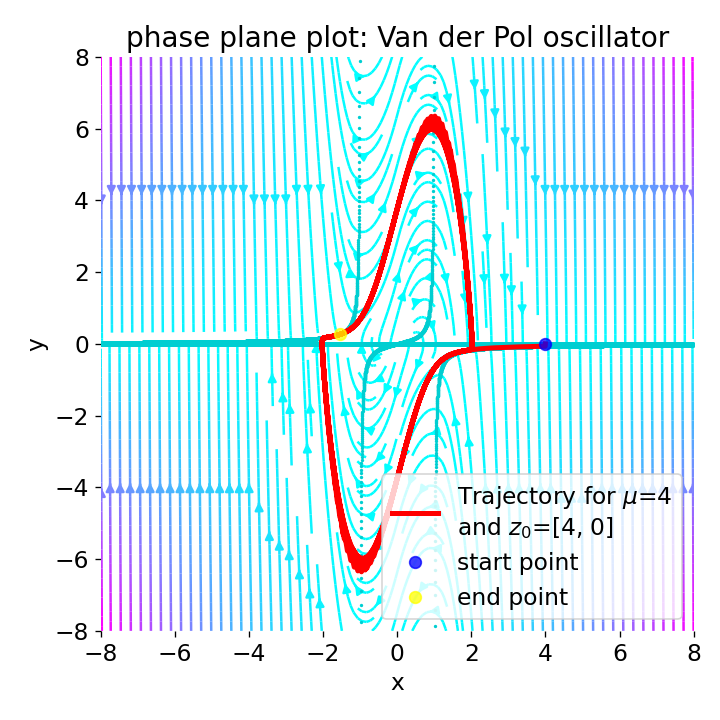 phase plane plot: Van der Pol oscillator
8
6
4
2
0
−2
−4
−6
−8
y
−8 −6 −4 −2 0 2 4 6 8
x
Trajectory for μ=4
and z₀=[4, 0]
start point
end point